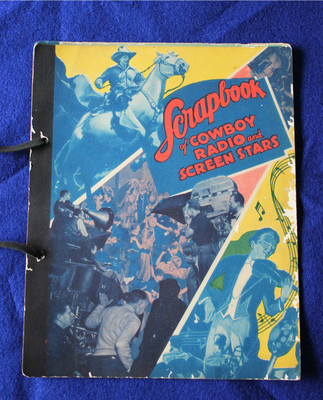 Scrapbook
of COWBOY
RADIO and
SCREEN STARS